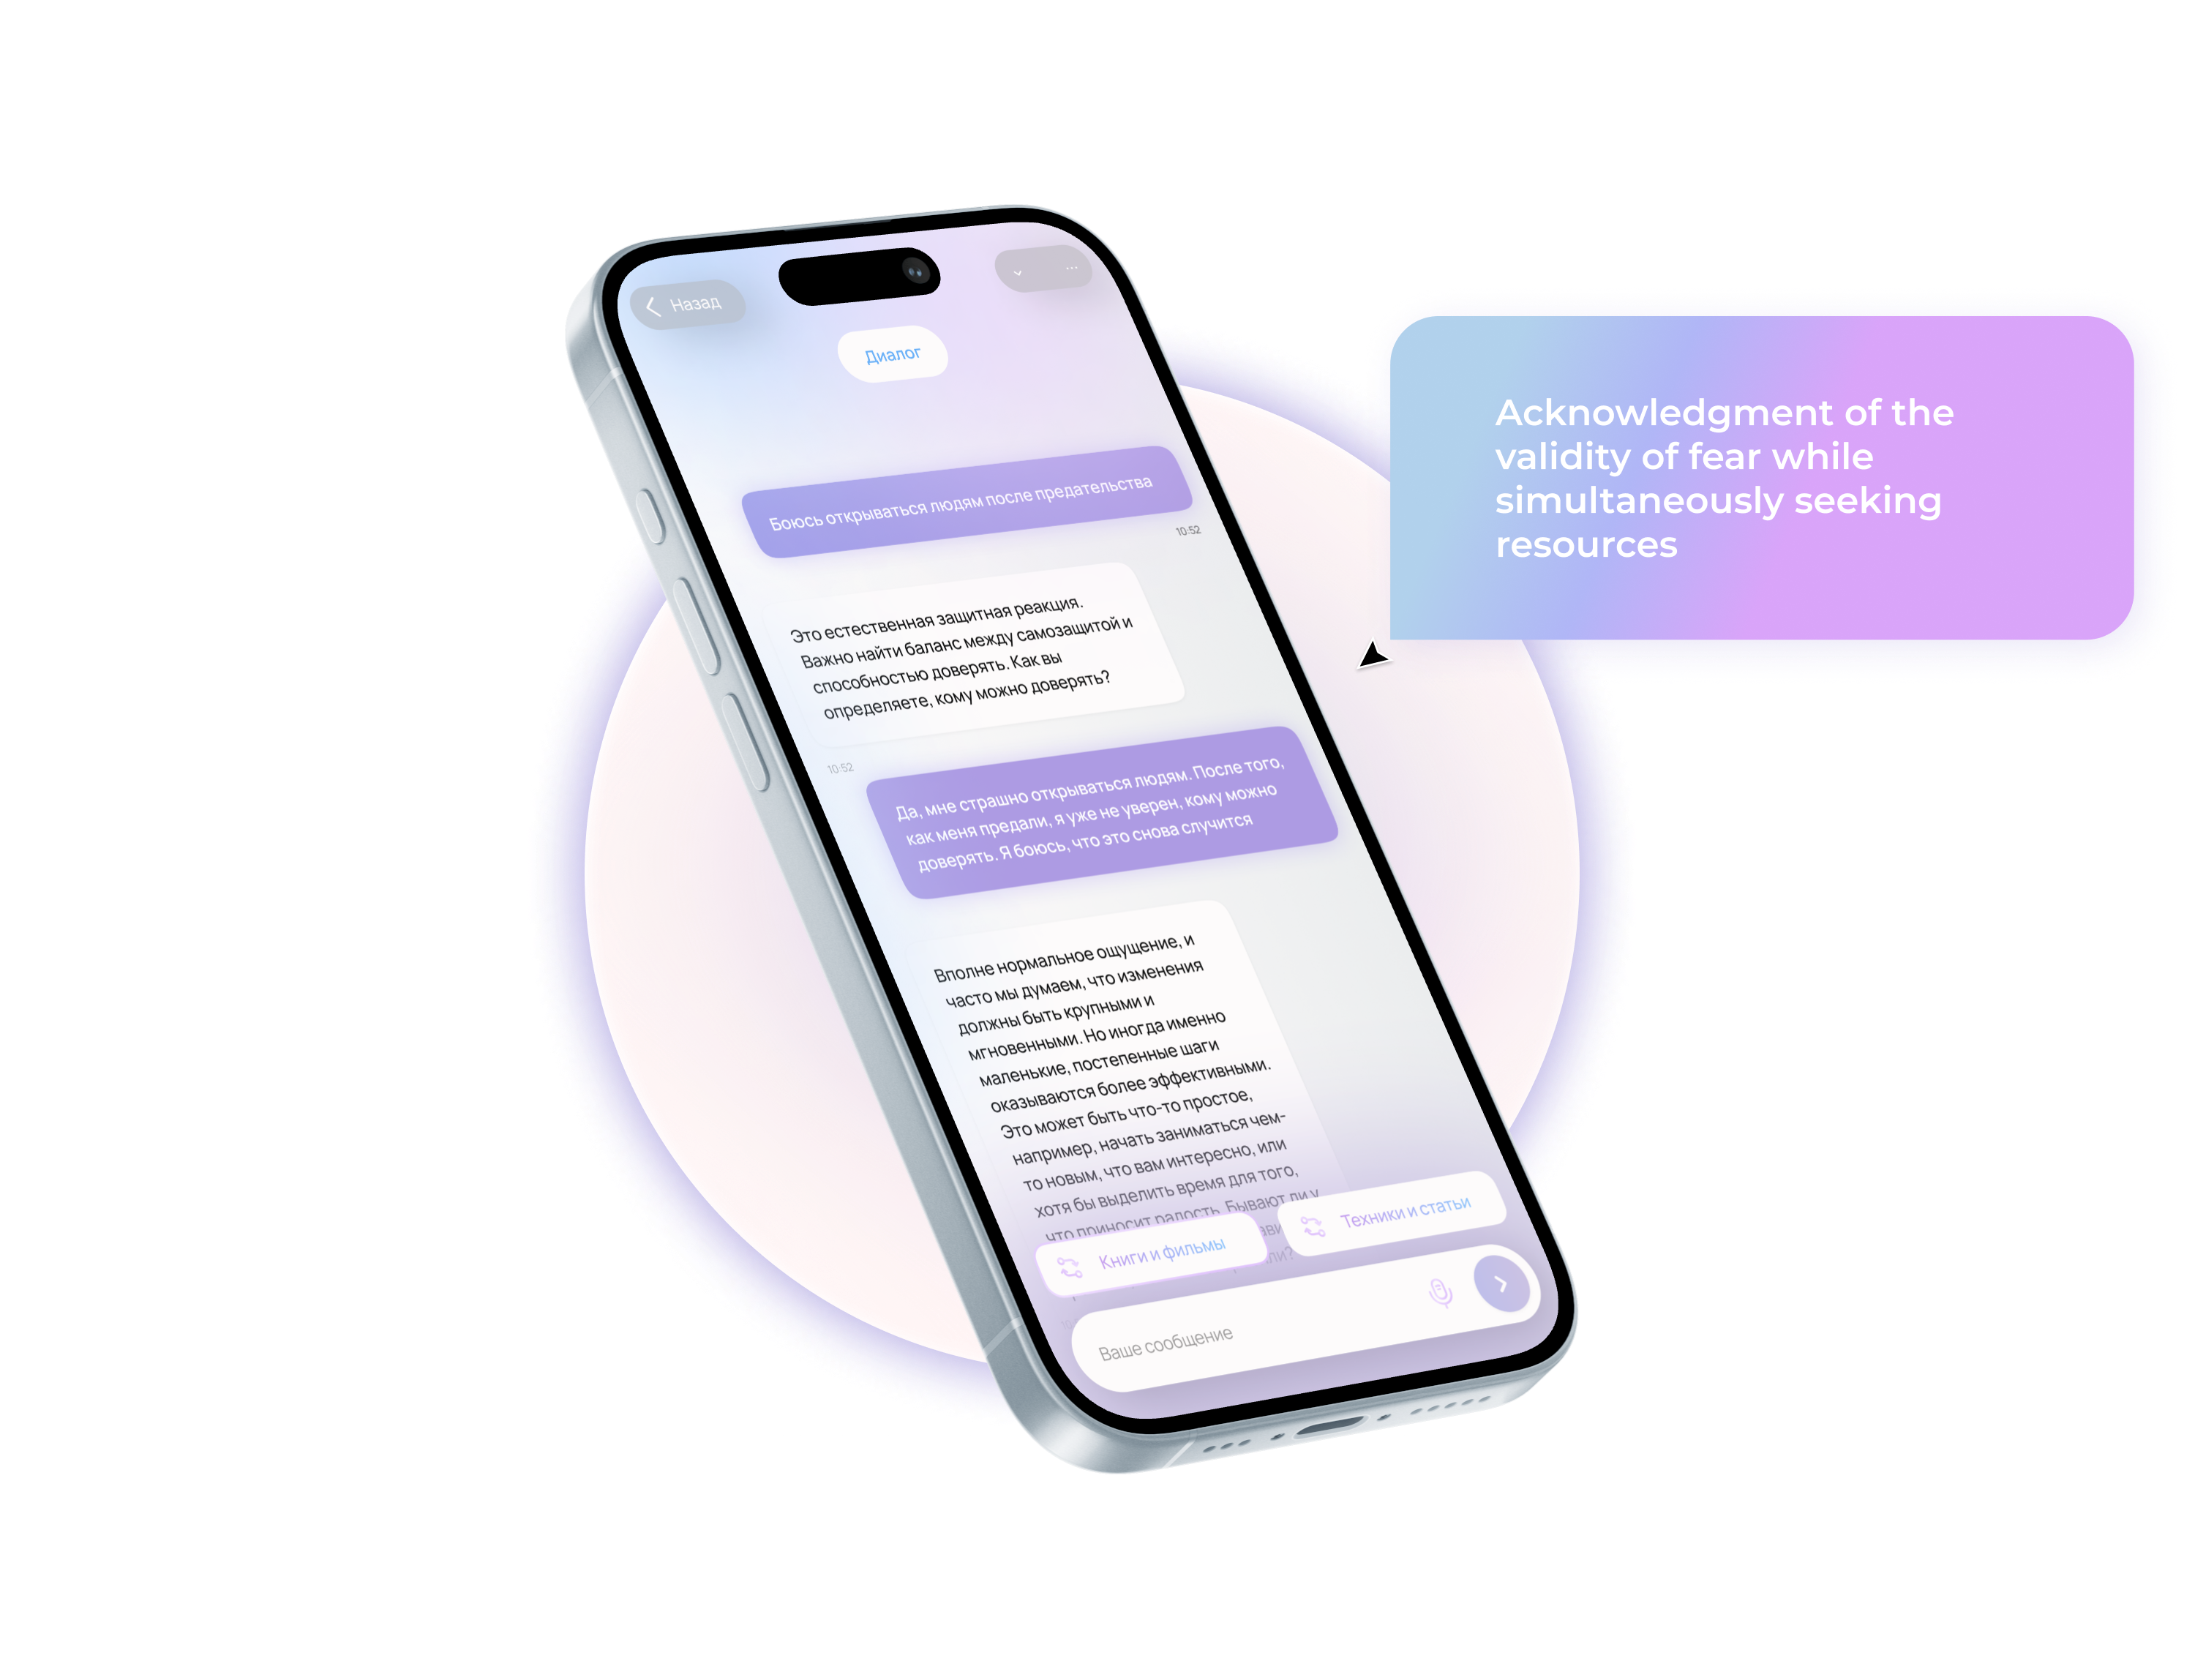 Назад
Диалог
Боюсь открываться людям после предательства
10:52
Это естественная защитная реакция.
Важно найти баланс между самозащитой и
способностью доверять. Как вы
определяете, кому можно доверять?
10:52
Да, мне страшно открываться людям. После того,
как меня предали, я уже не уверен, кому можно
доверять. Я боюсь, что это снова случится
Вполне нормальное ощущение, и
часто мы думаем, что изменения
должны быть крупными и
мгновенными. Но иногда именно
маленькие, постепенные шаги
оказываются более эффективными.
Это может быть что-то простое,
например, начать заниматься чем-
то новым, что вам интересно, или
хотя бы выделить время для того,
что приносит радость. Бывают ли у
Книги и фильмы
Техники и статьи
Ваше сообщение
Acknowledgment of the
validity of fear while
simultaneously seeking
resources